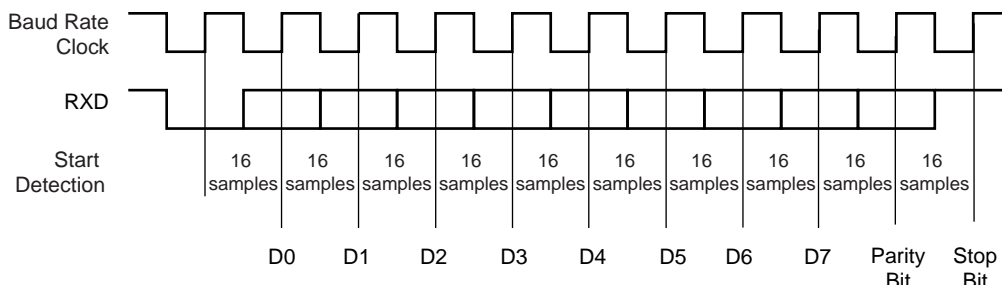 Baud Rate
Clock
RXD
Start
Detection
16 16 16 16 16 16 16 16 16 16
samples samples samples samples samples samples samples samples samples samples
D0 D1 D2 D3 D4 D5 D6 D7 Parity Stop
Bit Bit